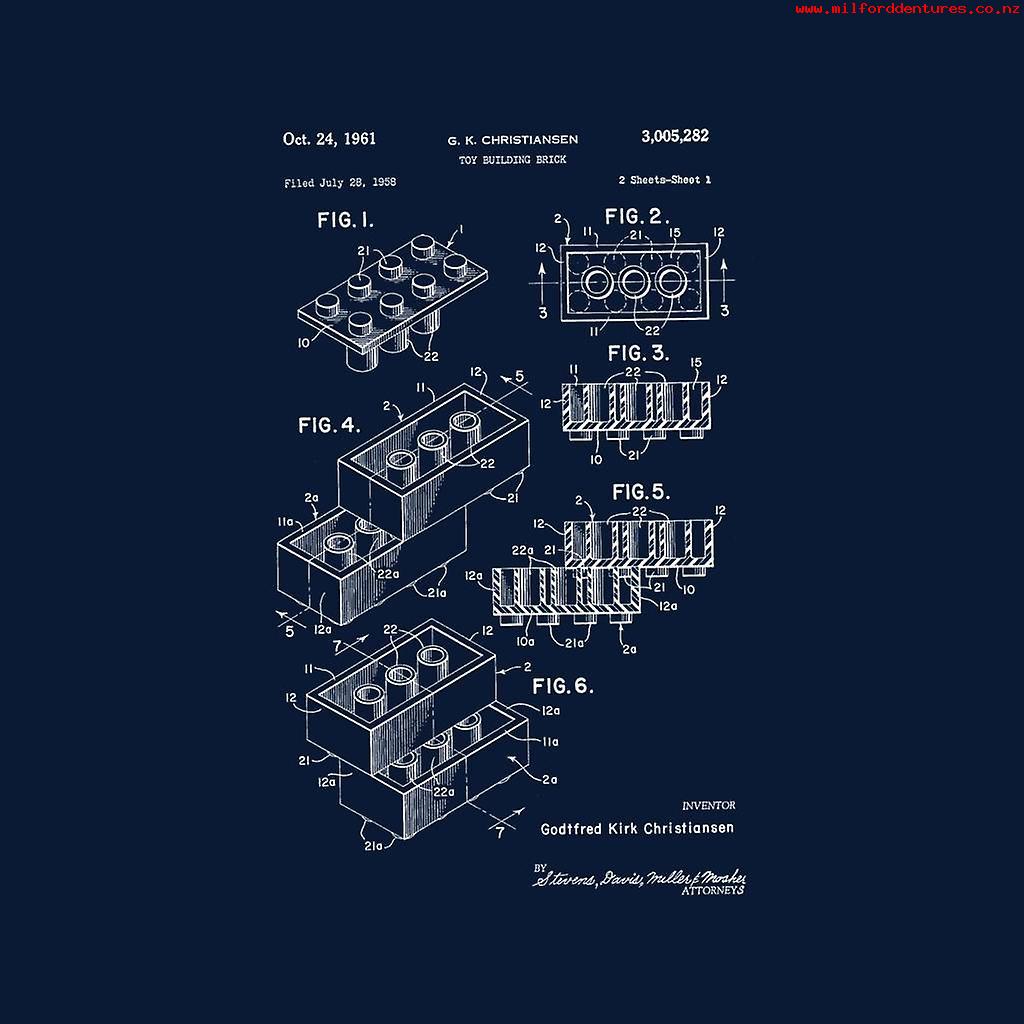 www.milforddentures.co.nz
Oct. 24, 1961
G. K. CHRISTIANSEN
3,005,282
TOY BUILDING BRICK
Filed July 28, 1958
2 Sheets-Sheet 1
FIG. 1.
21
1
10
22
FIG. 2.
2
11
21
15
12
12
3
3
11
22
FIG. 3.
11
22
15
12
12
10
21
FIG. 4.
11
12
5
2
22
21
2a
11a
22a
21a
12a
5
FIG. 5.
2
22
12
12
21
22a
12a
21
10
12a
10a
21a
2a
FIG. 6.
7
22
12
11
2
12
12a
11a
21
12a
22a
2a
21a
7
INVENTOR
Godtfred Kirk Christiansen
BY
Stevens, Davis, Miller & Mosher
ATTORNEYS